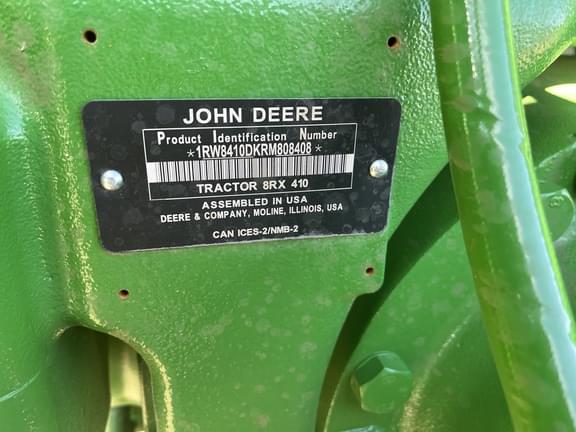 JOHN DEERE
Product Identification Number
*1RW8410DKRM808408*
TRACTOR 8RX 410
ASSEMBLED IN USA
DEERE & COMPANY, MOLINE, ILLINOIS, USA
CAN ICES-2/NMB-2